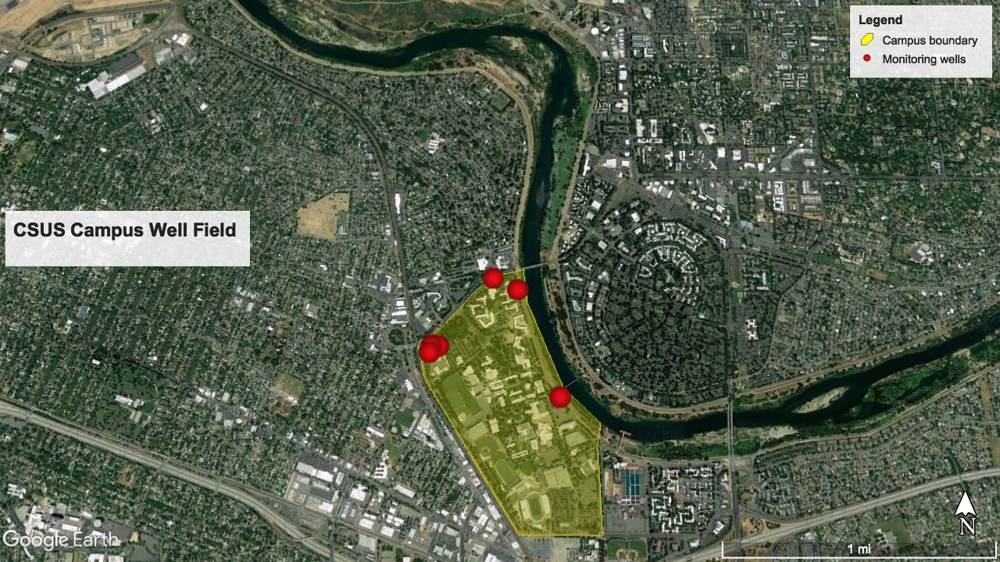 Legend
Campus boundary
Monitoring wells
CSUS Campus Well Field
Google Earth
N
1 mi